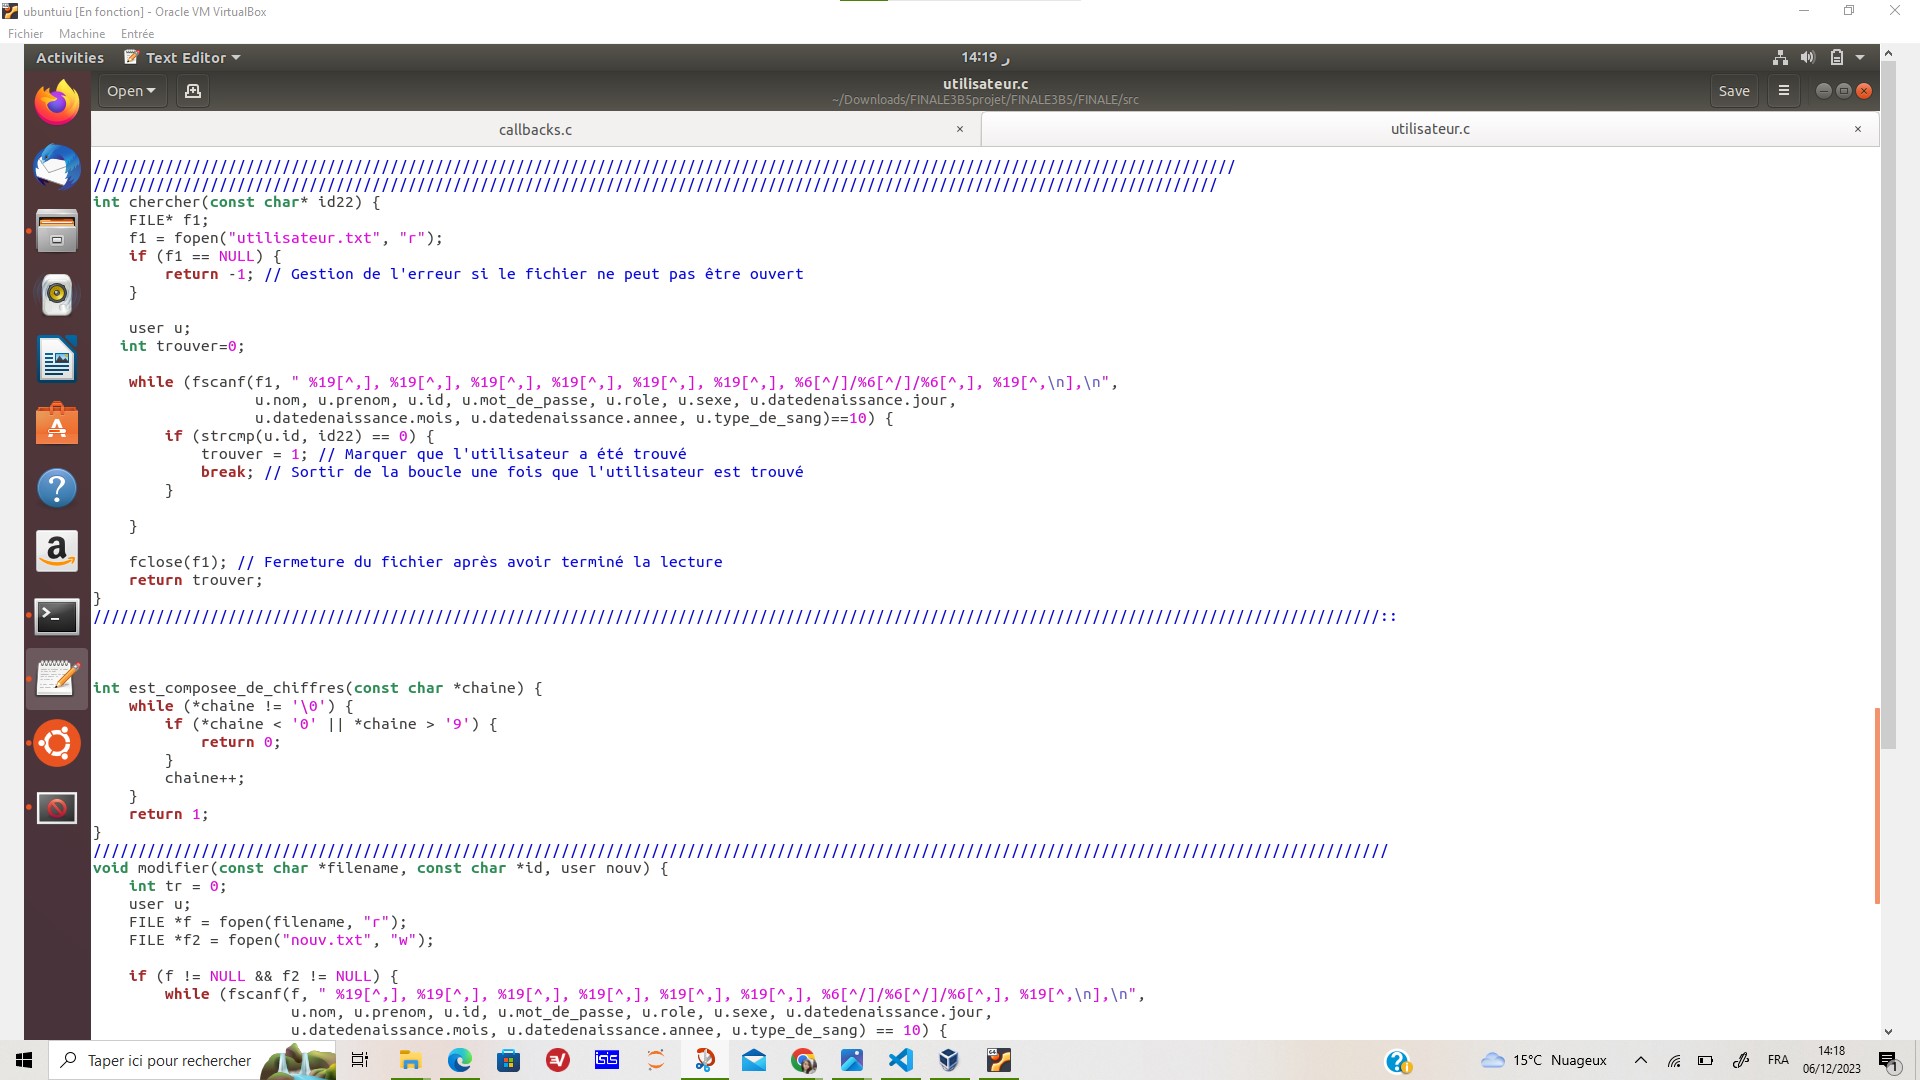 ubuntuiu [En fonction] - Oracle VM VirtualBox
Fichier Machine Entrée
Activities Text Editor 14:19 ر
Open utilisateur.c Save
~/Downloads/FINALE3B5projet/FINALE3B5/FINALE/src
callbacks.c × utilisateur.c ×
int chercher(const char* id22) {
FILE* f1;
f1 = fopen("utilisateur.txt", "r");
if (f1 == NULL) {
return -1; // Gestion de l'erreur si le fichier ne peut pas être ouvert
}
user u;
int trouver=0;
while (fscanf(f1, " %19[^,], %19[^,], %19[^,], %19[^,], %19[^,], %19[^,], %6[^/]/%6[^/]/%6[^,], %19[^,\n],\n",
u.nom, u.prenom, u.id, u.mot_de_passe, u.role, u.sexe, u.datedenaissance.jour,
u.datedenaissance.mois, u.datedenaissance.annee, u.type_de_sang)==10) {
if (strcmp(u.id, id22) == 0) {
trouver = 1; // Marquer que l'utilisateur a été trouvé
break; // Sortir de la boucle une fois que l'utilisateur est trouvé
}
}
fclose(f1); // Fermeture du fichier après avoir terminé la lecture
return trouver;
}
int est_composee_de_chiffres(const char *chaine) {
while (*chaine != '\0') {
if (*chaine < '0' || *chaine > '9') {
return 0;
}
chaine++;
}
return 1;
}
void modifier(const char *filename, const char *id, user nouv) {
int tr = 0;
user u;
FILE *f = fopen(filename, "r");
FILE *f2 = fopen("nouv.txt", "w");
if (f != NULL && f2 != NULL) {
while (fscanf(f, " %19[^,], %19[^,], %19[^,], %19[^,], %19[^,], %19[^,], %6[^/]/%6[^/]/%6[^,], %19[^,\n],\n",
u.nom, u.prenom, u.id, u.mot_de_passe, u.role, u.sexe, u.datedenaissance.jour,
u.datedenaissance.mois, u.datedenaissance.annee, u.type_de_sang) == 10) {
Taper ici pour rechercher 15°C Nuageux FRA 14:18
06/12/2023